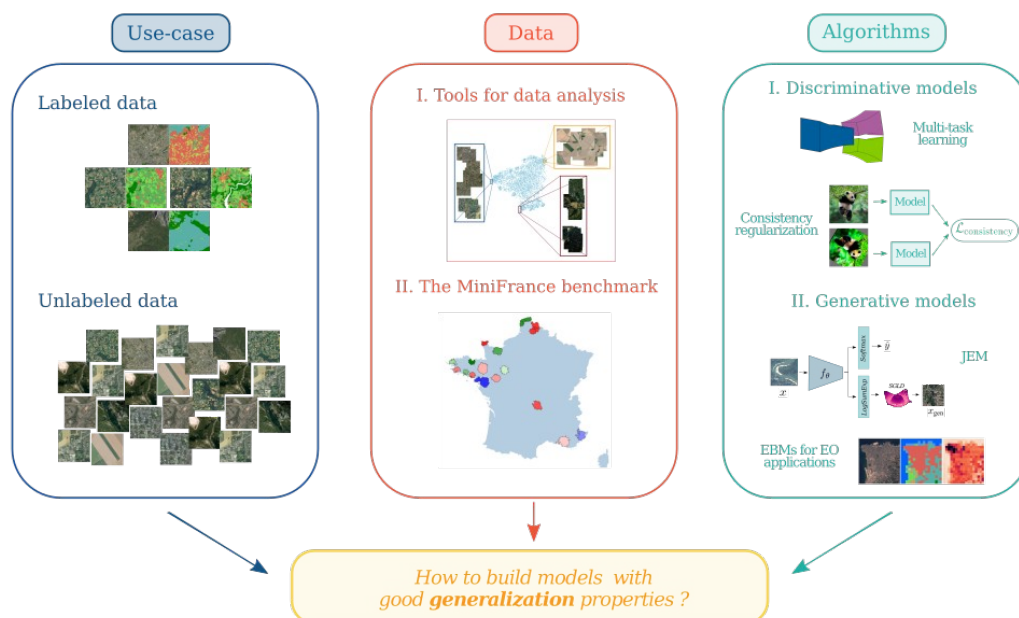 Use-case
Labeled data
Unlabeled data
Data
I. Tools for data analysis
II. The MiniFrance benchmark
Algorithms
I. Discriminative models
Multi-task
learning
Consistency
regularization
Model
Model
ℒconsistency
II. Generative models
JEM
x
fθ
Softmax
ŷ
LogSumExp
SGLD
xgen
EBMs for EO
applications
How to build models with
good generalization properties ?